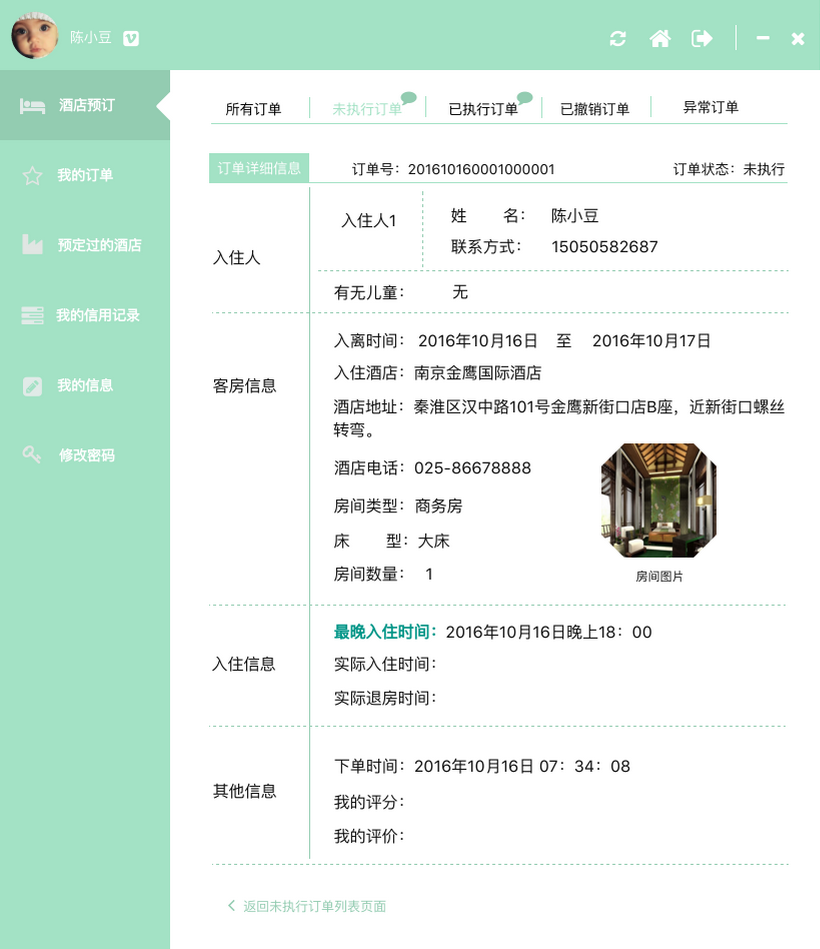 陈小豆
酒店预订
我的订单
预定过的酒店
我的信用记录
我的信息
修改密码
所有订单 未执行订单 已执行订单 已撤销订单 异常订单
订单详细信息 订单号：201610160001000001 订单状态：未执行
入住人
入住人1
姓 名： 陈小豆
联系方式： 15050582687
有无儿童： 无
客房信息
入离时间： 2016年10月16日 至 2016年10月17日
入住酒店：南京金鹰国际酒店
酒店地址：秦淮区汉中路101号金鹰新街口店B座，近新街口螺丝
转弯。
酒店电话：025-86678888
房间类型：商务房
床 型：大床
房间数量： 1
房间图片
入住信息
最晚入住时间：2016年10月16日晚上18：00
实际入住时间：
实际退房时间：
其他信息
下单时间：2016年10月16日 07：34：08
我的评分：
我的评价：
返回未执行订单列表页面